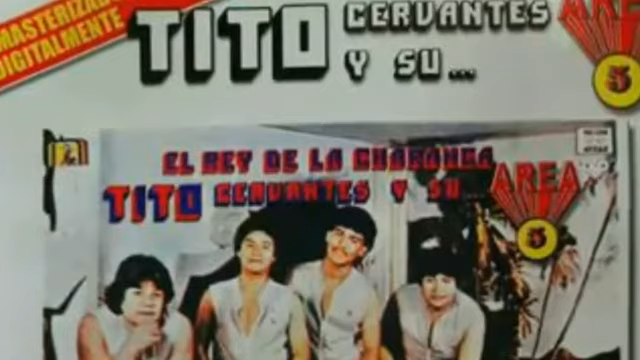 MASTERIZADO
DIGITALMENTE
TITO CERVANTES
Y SU...
AREA
5
EL REY DE LA CHARANGA
TITO CERVANTES Y SU
AREA
5